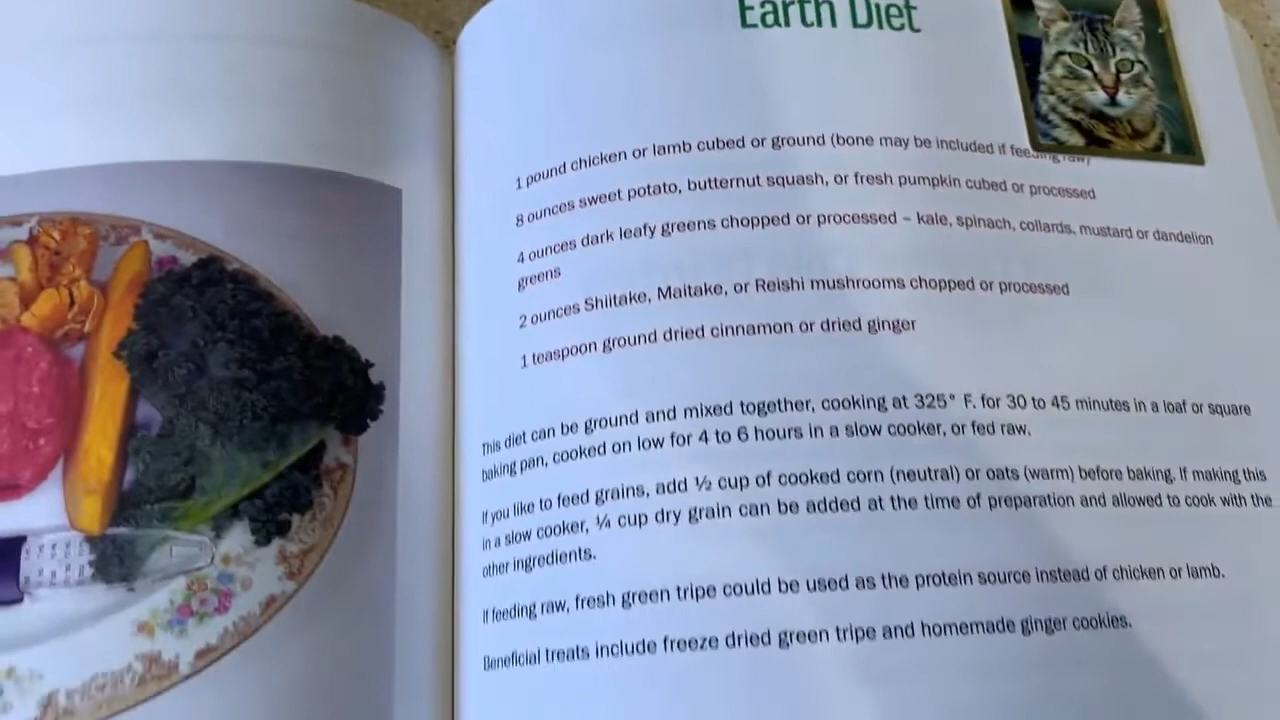 Earth Diet
1 pound chicken or lamb cubed or ground (bone may be included if feeding raw)
8 ounces sweet potato, butternut squash, or fresh pumpkin cubed or processed
4 ounces dark leafy greens chopped or processed – kale, spinach, collards, mustard or dandelion
greens
2 ounces Shiitake, Maitake, or Reishi mushrooms chopped or processed
1 teaspoon ground dried cinnamon or dried ginger
This diet can be ground and mixed together, cooking at 325° F. for 30 to 45 minutes in a loaf or square
baking pan, cooked on low for 4 to 6 hours in a slow cooker, or fed raw.
If you like to feed grains, add ½ cup of cooked corn (neutral) or oats (warm) before baking. If making this
in a slow cooker, ¼ cup dry grain can be added at the time of preparation and allowed to cook with the
other ingredients.
If feeding raw, fresh green tripe could be used as the protein source instead of chicken or lamb.
Beneficial treats include freeze dried green tripe and homemade ginger cookies.